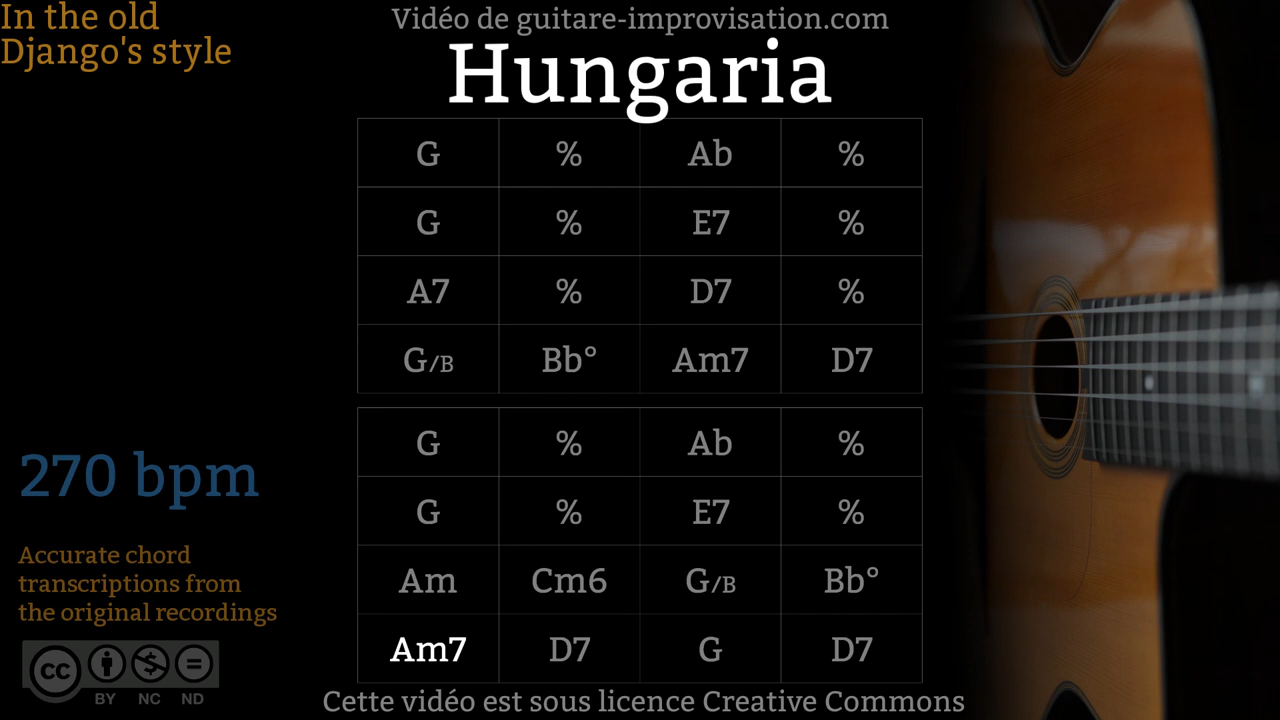 In the old
Django's style
Vidéo de guitare-improvisation.com
Hungaria
G % Ab %
G % E7 %
A7 % D7 %
G/B Bb° Am7 D7
G % Ab %
G % E7 %
Am Cm6 G/B Bb°
Am7 D7 G D7
270 bpm
Accurate chord
transcriptions from
the original recordings
cc
BY NC ND
Cette vidéo est sous licence Creative Commons